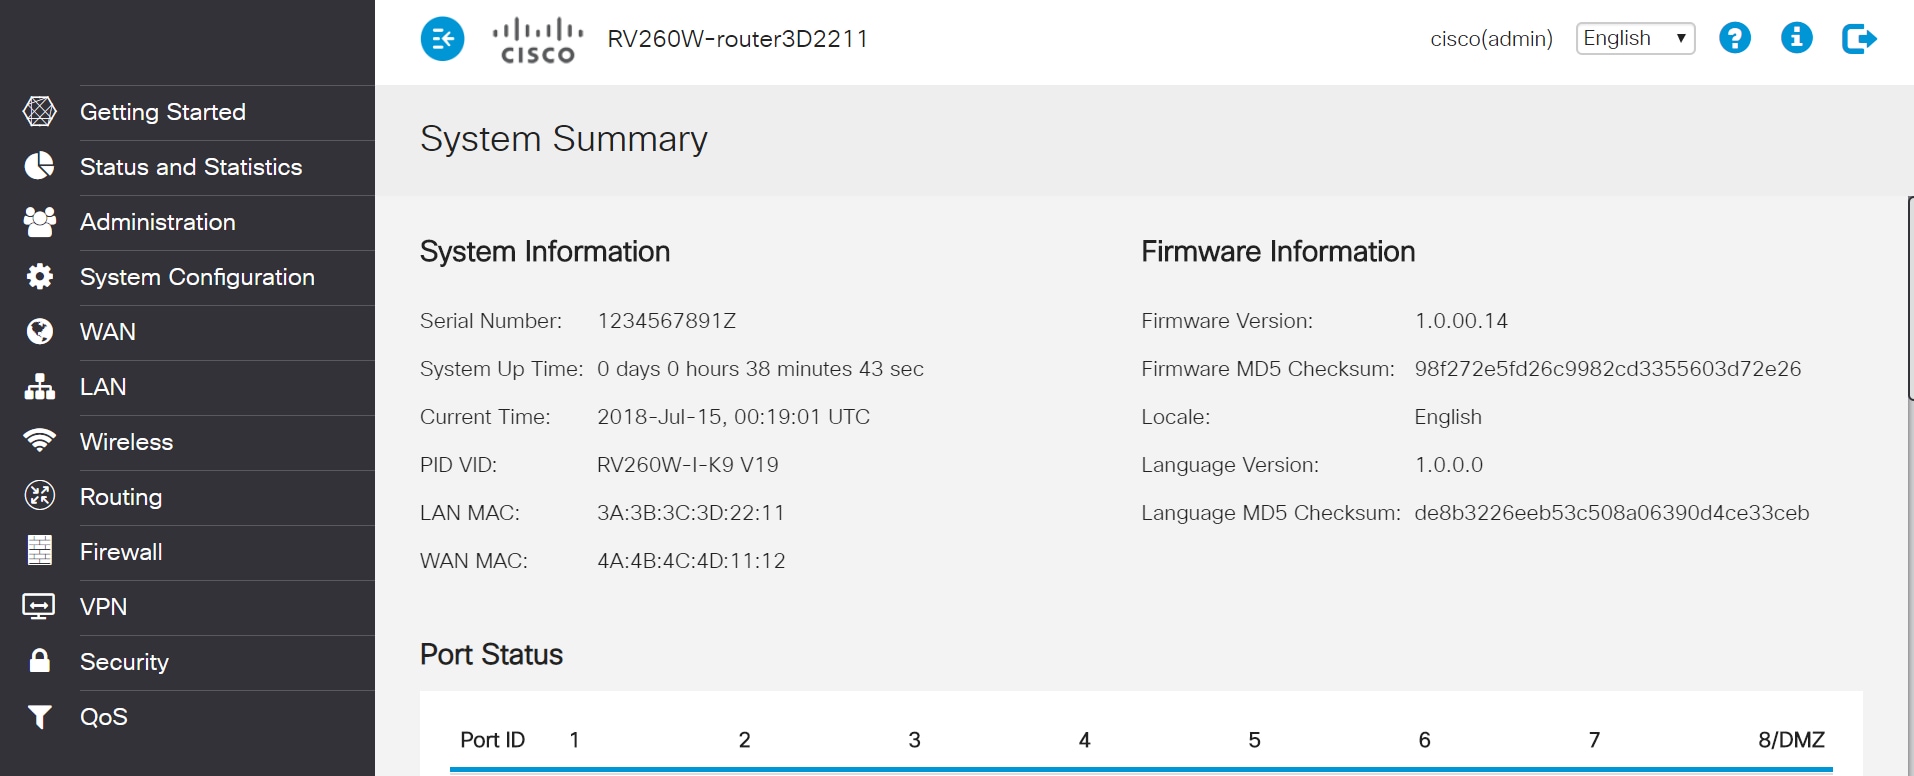 CISCO RV260W-router3D2211 cisco(admin) English
Getting Started
Status and Statistics
Administration
System Configuration
WAN
LAN
Wireless
Routing
Firewall
VPN
Security
QoS
System Summary
System Information
Serial Number: 1234567891Z
System Up Time: 0 days 0 hours 38 minutes 43 sec
Current Time: 2018-Jul-15, 00:19:01 UTC
PID VID: RV260W-I-K9 V19
LAN MAC: 3A:3B:3C:3D:22:11
WAN MAC: 4A:4B:4C:4D:11:12
Firmware Information
Firmware Version: 1.0.00.14
Firmware MD5 Checksum: 98f272e5fd26c9982cd3355603d72e26
Locale: English
Language Version: 1.0.0.0
Language MD5 Checksum: de8b3226eeb53c508a06390d4ce33ceb
Port Status
Port ID 1 2 3 4 5 6 7 8/DMZ